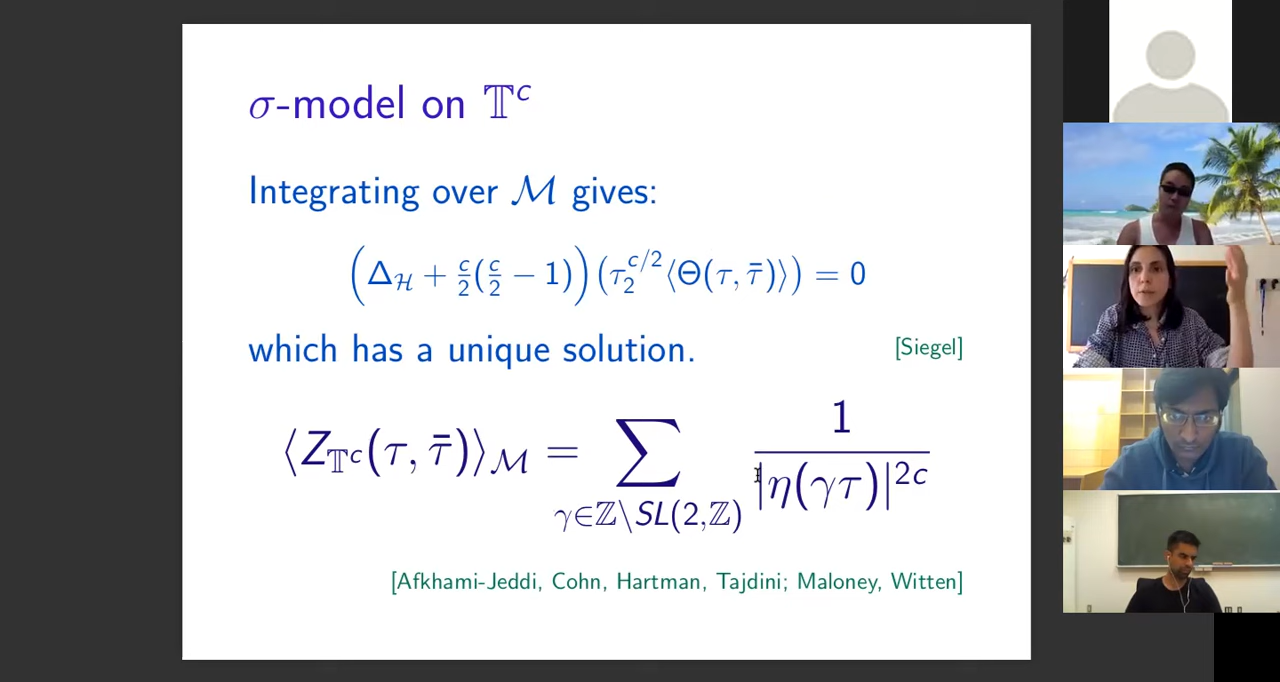 σ-model on 𝕋^c
Integrating over ℳ gives:
(Δ_ℋ + c/2(c/2 − 1))(τ₂^{c/2}⟨Θ(τ, τ̄)⟩) = 0
which has a unique solution.
[Siegel]
⟨Z_{𝕋^c}(τ, τ̄)⟩_ℳ = ∑_{γ∈ℤ\SL(2,ℤ)} 1/|η(γτ)|^{2c}
[Afkhami-Jeddi, Cohn, Hartman, Tajdini; Maloney, Witten]